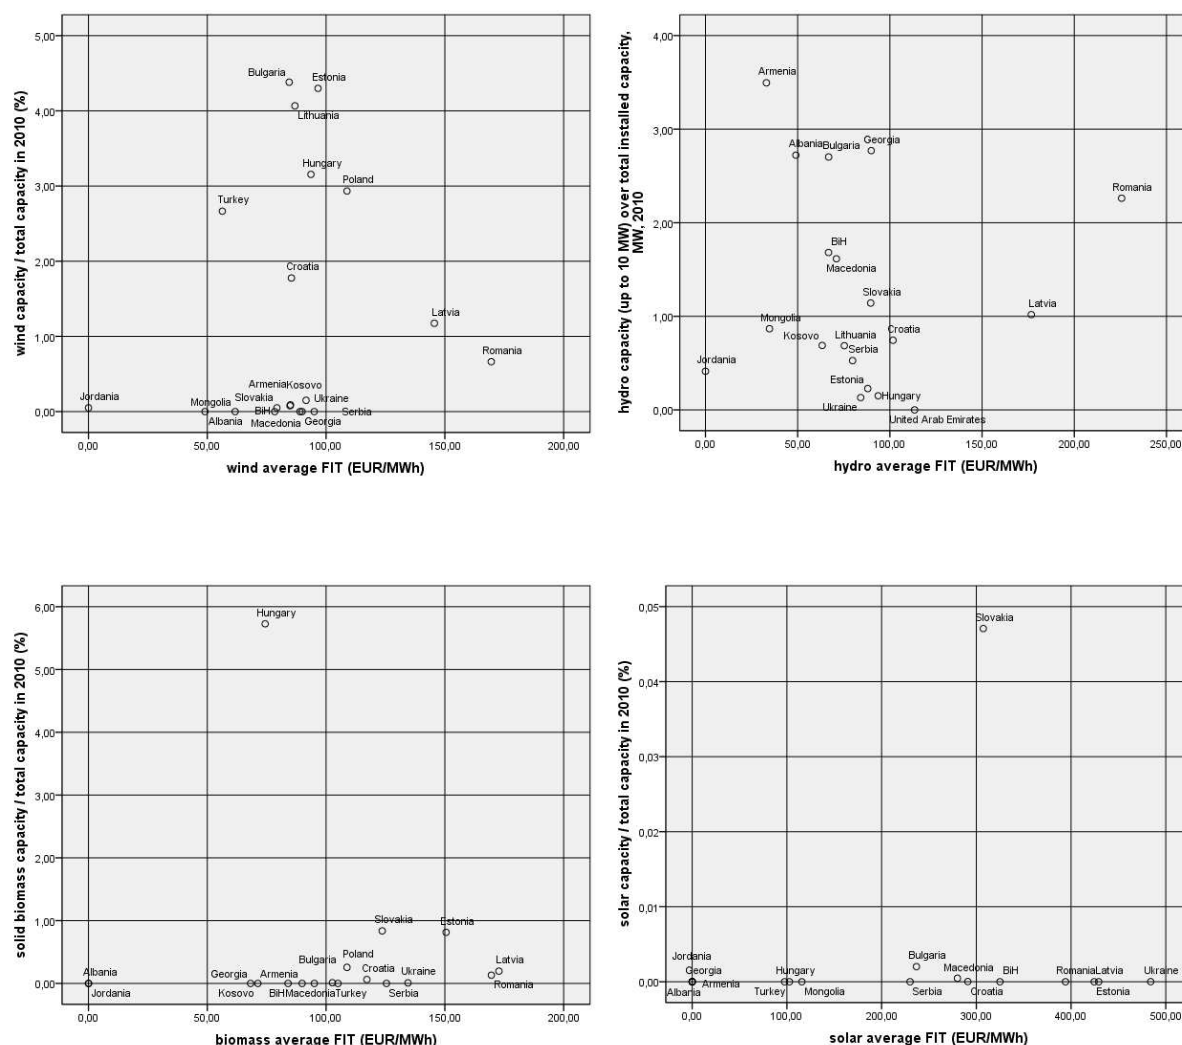 wind capacity / total capacity in 2010 (%)
5,00
4,00
3,00
2,00
1,00
0,00
Bulgaria
Estonia
Lithuania
Hungary
Poland
Turkey
Croatia
Latvia
Romania
Jordania
Mongolia
Albania
Slovakia
Armenia
Kosovo
BiH
Macedonia
Ukraine
Georgia
Serbia
0,00
50,00
100,00
150,00
200,00
wind average FIT (EUR/MWh)
hydro capacity (up to 10 MW) over total installed capacity,
MW, 2010
4,00
3,00
2,00
1,00
0,00
Armenia
Albania
Bulgaria
Georgia
Romania
BiH
Macedonia
Slovakia
Latvia
Mongolia
Kosovo
Lithuania
Croatia
Serbia
Jordan
Estonia
Hungary
Ukraine
United Arab Emirates
0,00
50,00
100,00
150,00
200,00
250,00
hydro average FIT (EUR/MWh)
solid biomass capacity / total capacity in 2010 (%)
6,00
5,00
4,00
3,00
2,00
1,00
0,00
Hungary
Slovakia
Estonia
Poland
Bulgaria
Croatia
Latvia
Ukraine
Romania
Albania
Jordania
Georgia
Kosovo
Armenia
BiH
Macedonia
Turkey
Serbia
0,00
50,00
100,00
150,00
200,00
biomass average FIT (EUR/MWh)
solar capacity / total capacity in 2010 (%)
0,05
0,04
0,03
0,02
0,01
0,00
Slovakia
Jordania
Georgia
Albania
Armenia
Hungary
Turkey
Mongolia
Bulgaria
Serbia
Macedonia
Croatia
BiH
Romania
Latvia
Estonia
Ukraine
0,00
100,00
200,00
300,00
400,00
500,00
solar average FIT (EUR/MWh)